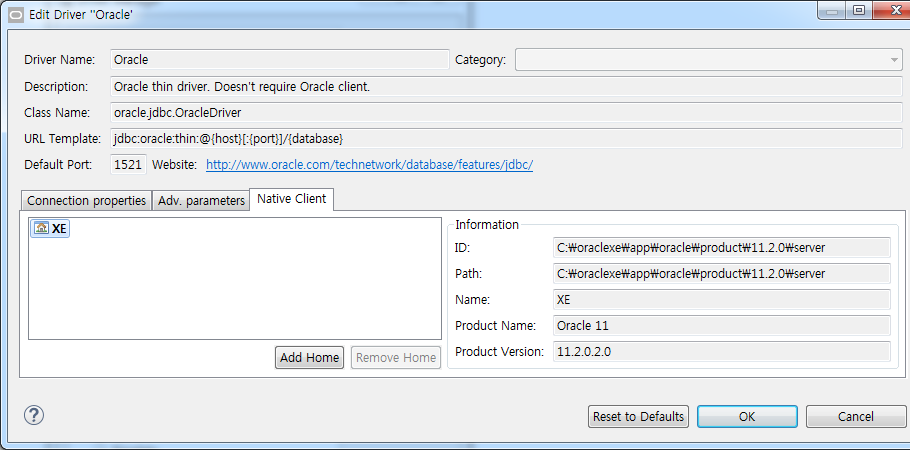 Edit Driver "Oracle'
Driver Name: Oracle Category:
Description: Oracle thin driver. Doesn't require Oracle client.
Class Name: oracle.jdbc.OracleDriver
URL Template: jdbc:oracle:thin:@{host}[:{port}]/{database}
Default Port: 1521 Website: http://www.oracle.com/technetwork/database/features/jdbc/
Connection properties Adv. parameters Native Client
XE
Information
ID: C:₩oraclexe₩app₩oracle₩product₩11.2.0₩server
Path: C:₩oraclexe₩app₩oracle₩product₩11.2.0₩server
Name: XE
Product Name: Oracle 11
Product Version: 11.2.0.2.0
Add Home Remove Home
? Reset to Defaults OK Cancel